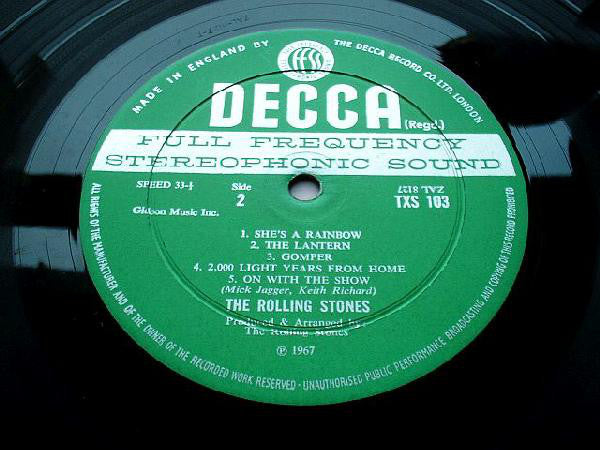 MADE IN ENGLAND BY
THE DECCA RECORD CO. LTD. LONDON
FFSS
DECCA
(Regd.)
FULL FREQUENCY
STEREOPHONIC SOUND
SPEED 33-⅓
Side
2
ZAL 8127
TXS 103
Gideon Music Inc.
1. SHE'S A RAINBOW
2. THE LANTERN
3. GOMPER
4. 2,000 LIGHT YEARS FROM HOME
5. ON WITH THE SHOW
(Mick Jagger, Keith Richard)
THE ROLLING STONES
Produced & Arranged by:
The Rolling Stones
℗ 1967
ALL RIGHTS OF THE MANUFACTURER AND OF THE OWNER OF THE RECORDED WORK RESERVED - UNAUTHORISED PUBLIC PERFORMANCE, BROADCASTING, AND COPYING OF THIS RECORD PROHIBITED